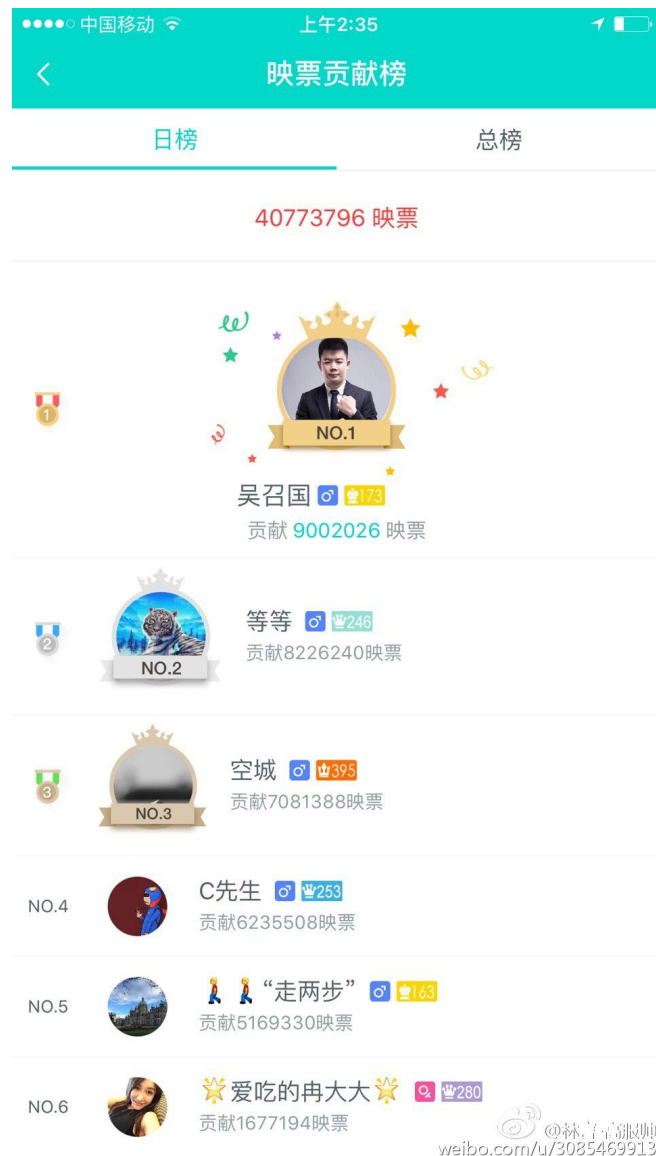 中国移动 上午2:35
映票贡献榜
日榜 总榜
40773796 映票
1
NO.1
吴召国 173
贡献 9002026 映票
2
NO.2
等等 246
贡献8226240映票
3
NO.3
空城 395
贡献7081388映票
NO.4
C先生 253
贡献6235508映票
NO.5
“走两步” 163
贡献5169330映票
NO.6
爱吃的冉大大 280
贡献1677194映票
weibo.com/u/3085469913